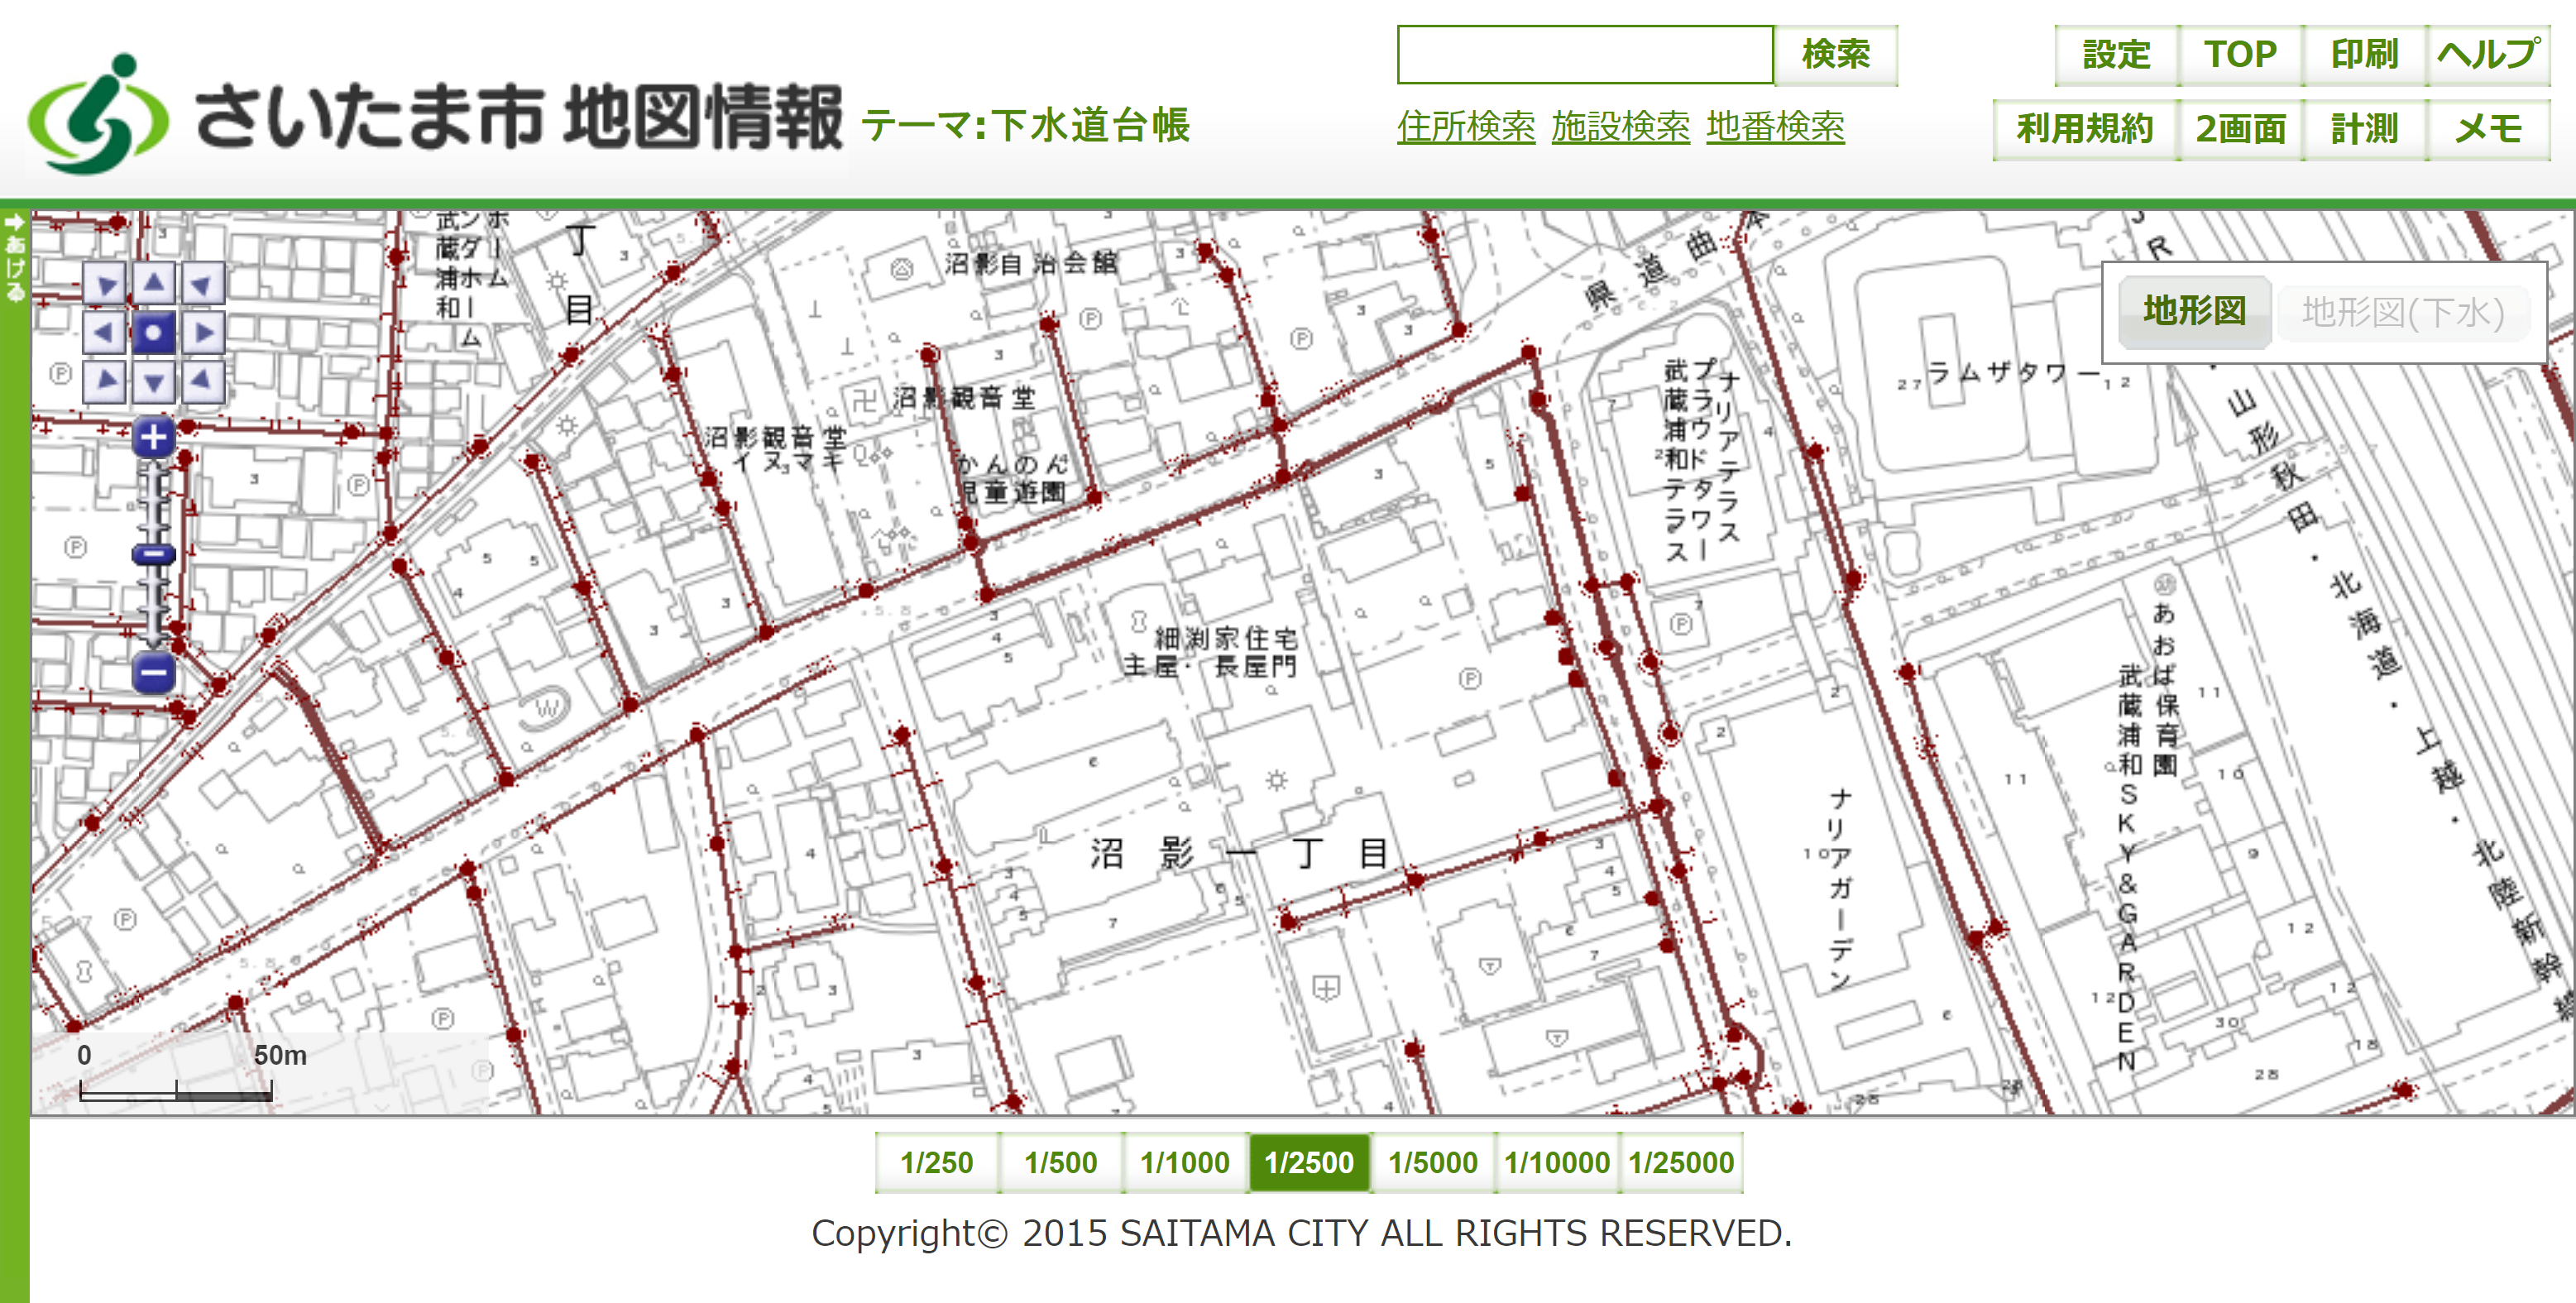 検索
設定
TOP
印刷
ヘルプ
さいたま市 地図情報
テーマ:下水道台帳
住所検索 施設検索 地番検索
利用規約
2画面
計測
メモ
あける
地形図
地形図(下水)
丁
目
沼影自治会館
県道曲本
ラムザタワー
沼影観音堂
沼影観音堂
イヌマキ
かんのん
児童遊園
ナリアテラス
プラウドタワー
武蔵浦和テラス
山形
秋田・北海道・上越・北陸新幹線
細渕家住宅
主屋・長屋門
あおば保育園
武蔵浦和SKY&GARDEN
ナリアガーデン
沼影一丁目
0
50m
1/250
1/500
1/1000
1/2500
1/5000
1/10000
1/25000
Copyright© 2015 SAITAMA CITY ALL RIGHTS RESERVED.